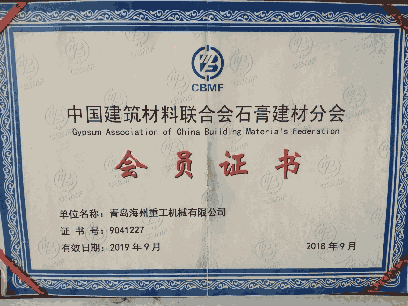 CBMF
中国建筑材料联合会石膏建材分会
Gypsum Association of China Building Material's Federation
会员证书
单位名称：青岛海州重工机械有限公司
证 书 号：9041227
有效日期：2019年9月
2018年9月